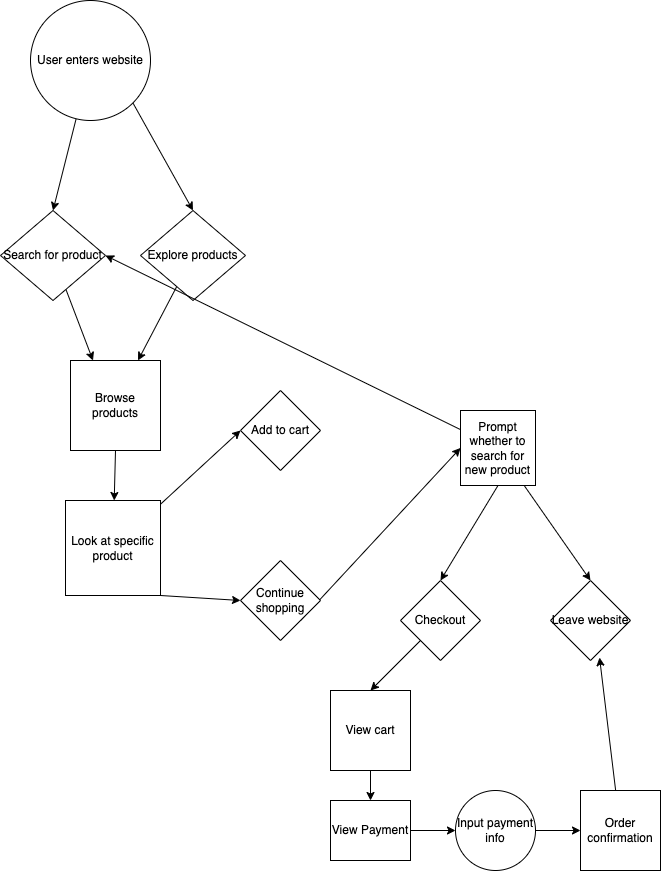 User enters website
Search for product
Explore products
Browse
products
Add to cart
Prompt
whether to
search for
new product
Look at specific
product
Continue
shopping
Checkout
Leave website
View cart
View Payment
Input payment
info
Order
confirmation